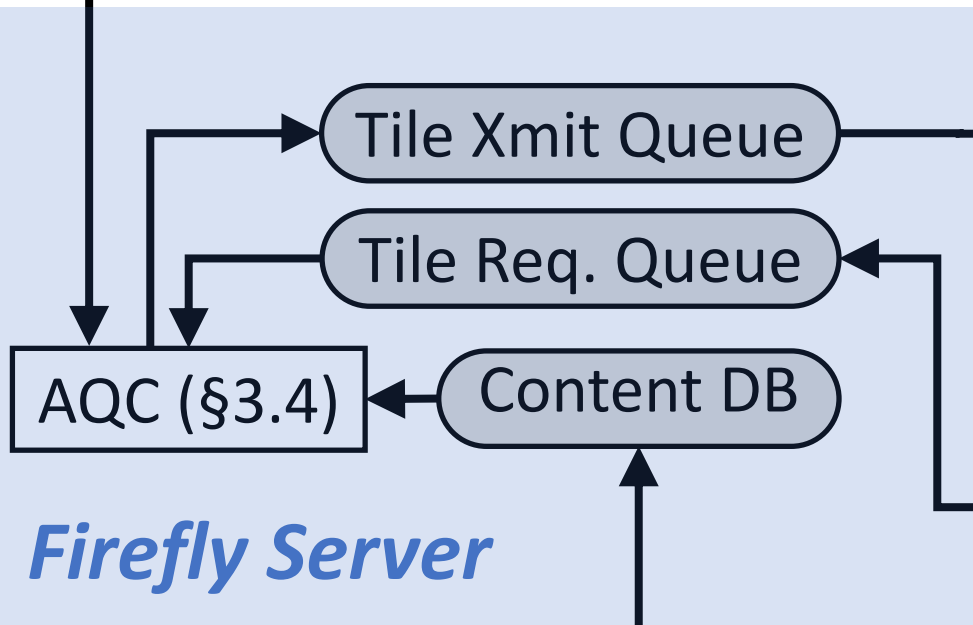 Tile Xmit Queue
Tile Req. Queue
Content DB
AQC (§3.4)
Firefly Server